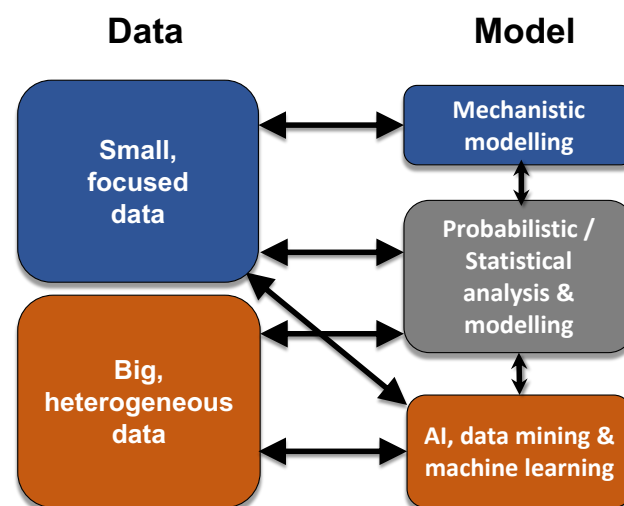 Data
Model
Small,
focused
data
Big,
heterogeneous
data
Mechanistic
modelling
Probabilistic /
Statistical
analysis &
modelling
AI, data mining &
machine learning